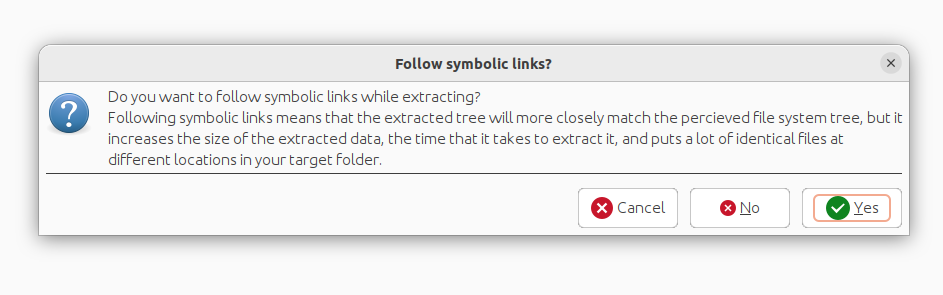 Follow symbolic links?
Do you want to follow symbolic links while extracting?
Following symbolic links means that the extracted tree will more closely match the percieved file system tree, but it
increases the size of the extracted data, the time that it takes to extract it, and puts a lot of identical files at
different locations in your target folder.
Cancel No Yes